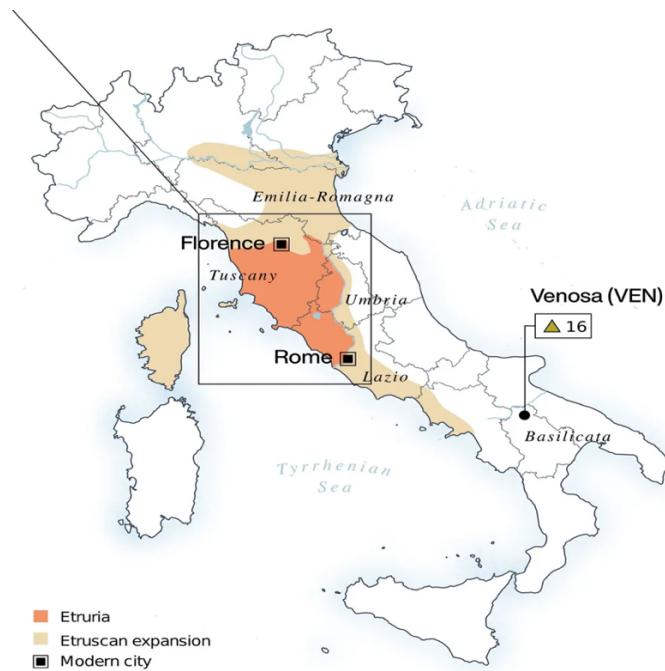 Emilia-Romagna
Adriatic
Sea
Florence
Tuscany
Umbria
Venosa (VEN)
16
Rome
Lazio
Basilicata
Tyrrhenian
Sea
Etruria
Etruscan expansion
Modern city